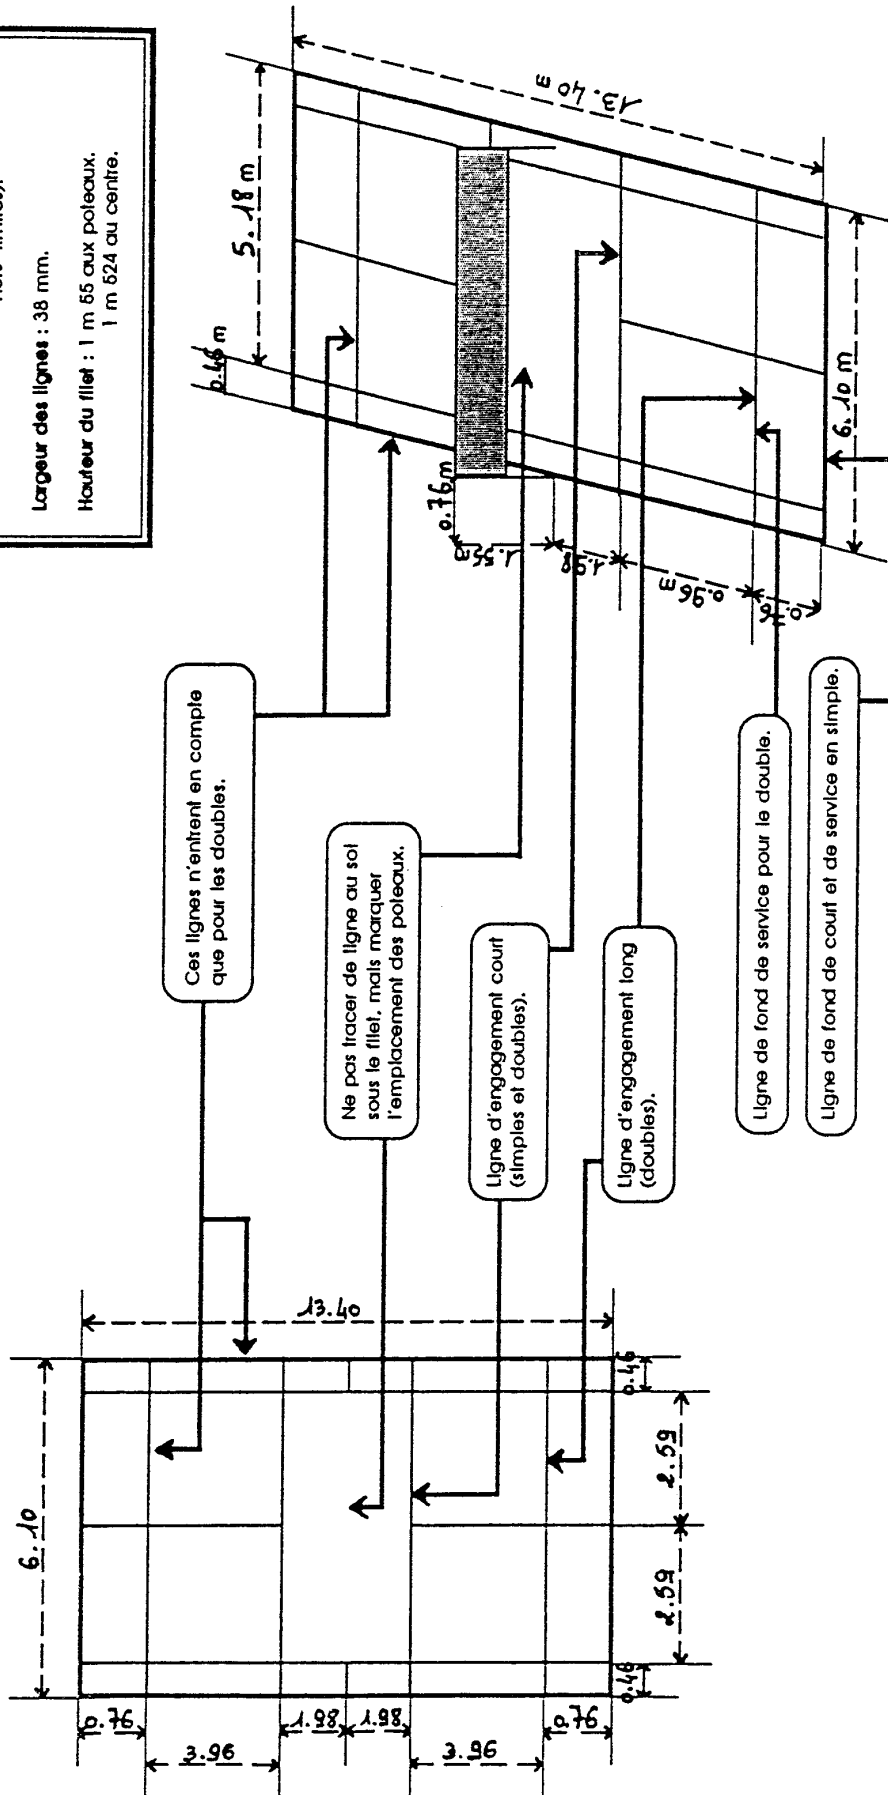 Largeur des lignes : 38 mm.
Hauteur du filet : 1 m 55 aux poteaux.
1 m 524 au centre.
13.40 m
5.18 m
0.46 m
0.76 m
1.55m
1.98
0.96 m
0.76
6.10 m
Ces lignes n'entrent en compte
que pour les doubles.
Ne pas tracer de ligne au sol
sous le filet, mais marquer
l'emplacement des poteaux.
Ligne d'engagement court
(simples et doubles).
Ligne d'engagement long
(doubles).
Ligne de fond de service pour le double.
Ligne de fond de court et de service en simple.
6.10
13.40
0.46
2.59
2.59
0.46
0.76
3.96
1.98
1.98
3.96
0.76